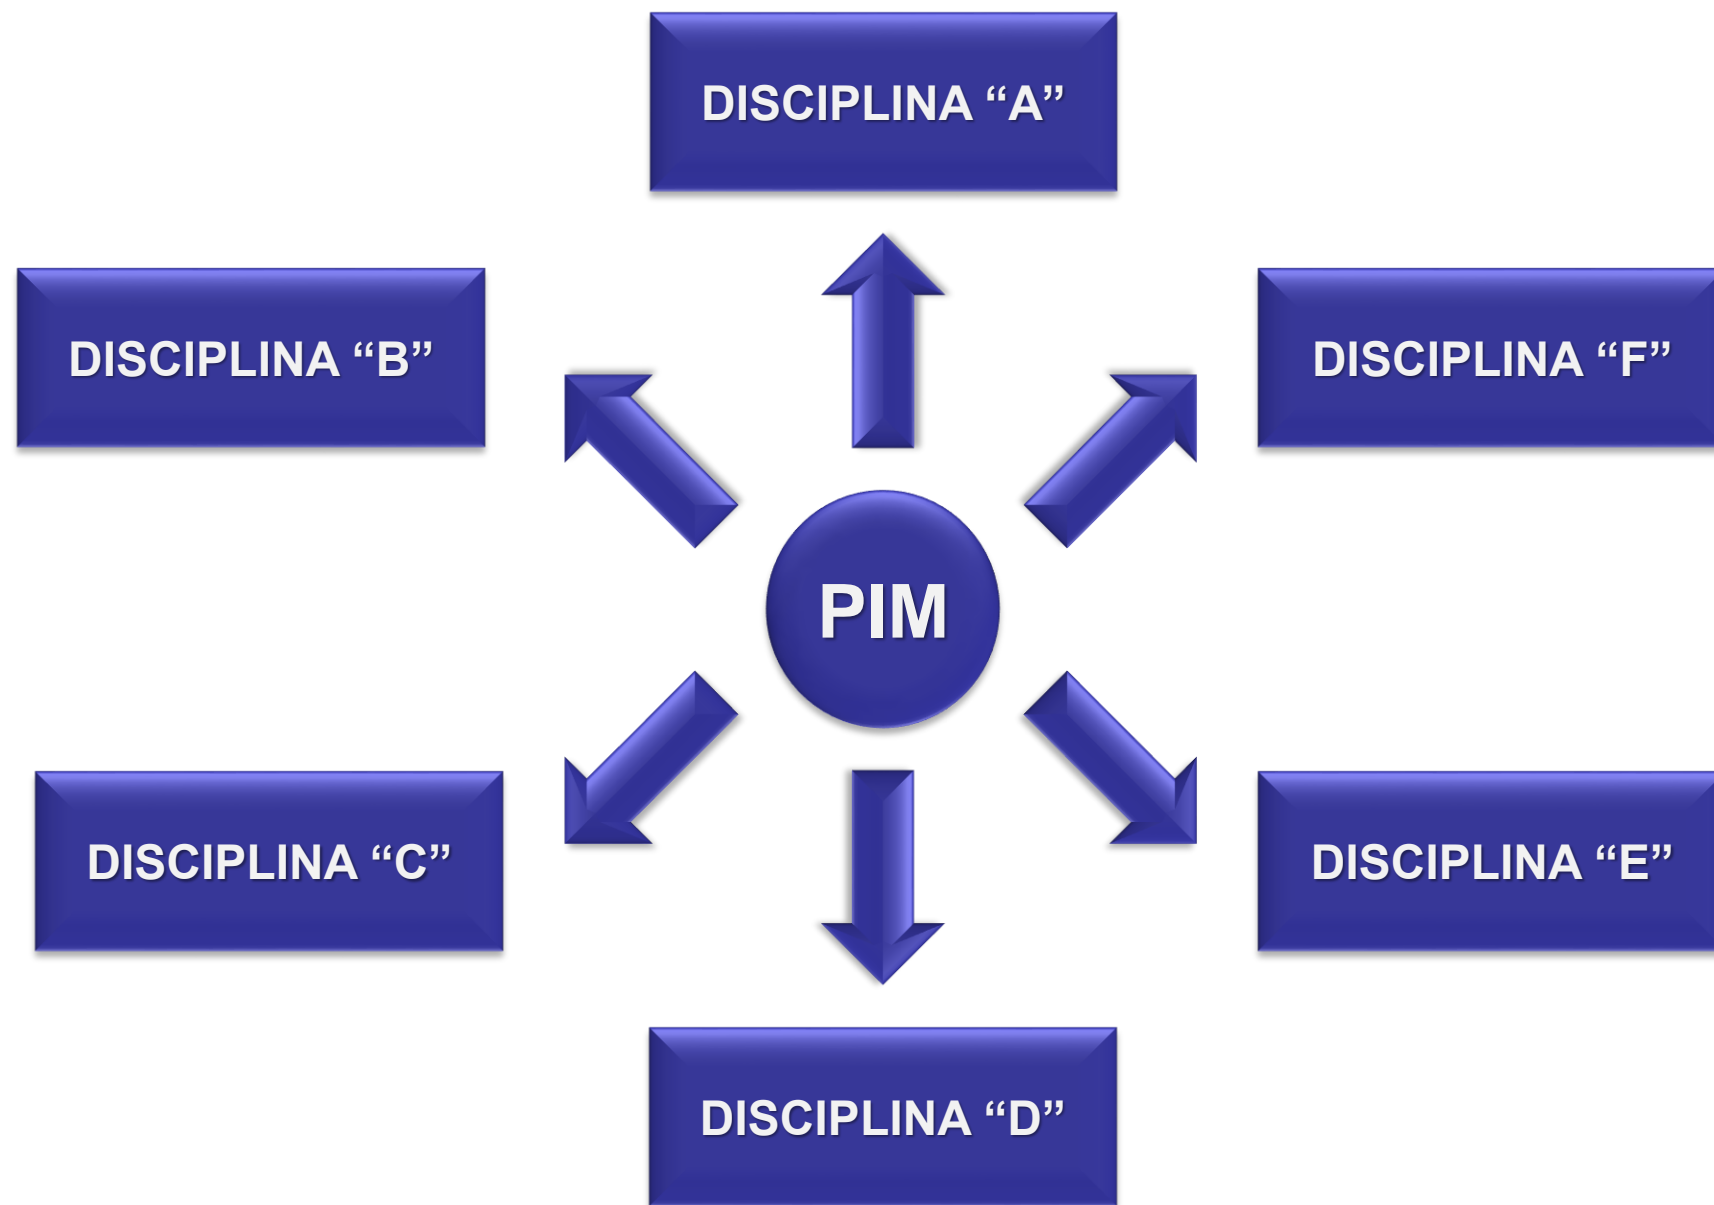 DISCIPLINA “A”
DISCIPLINA “B”
DISCIPLINA “F”
PIM
DISCIPLINA “C”
DISCIPLINA “E”
DISCIPLINA “D”